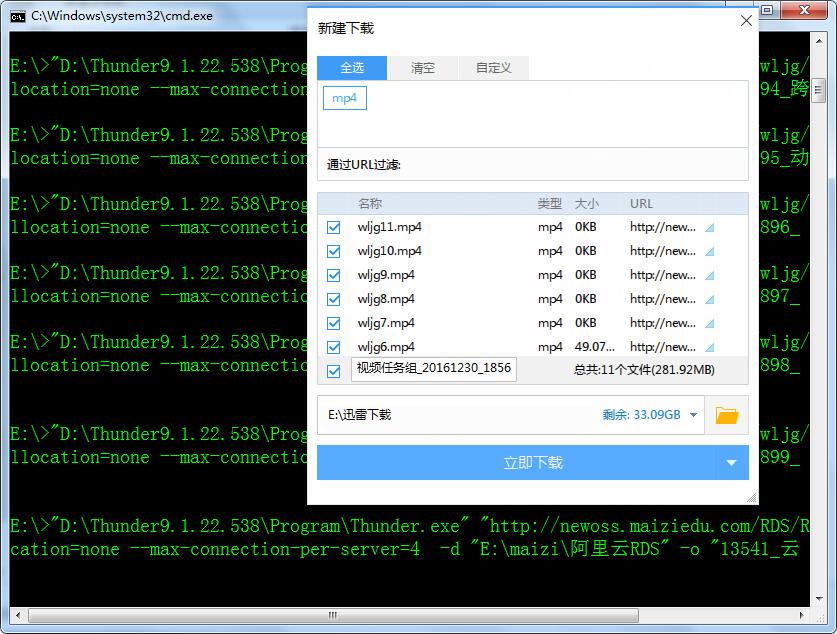 C:\Windows\system32\cmd.exe
E:\>"D:\Thunder9.1.22.538\Prog
wljg/
location=none --max-connection
94_跨
E:\>"D:\Thunder9.1.22.538\Prog
wljg/
location=none --max-connection
95_动
E:\>"D:\Thunder9.1.22.538\Prog
wljg/
llocation=none --max-connectio
896_
E:\>"D:\Thunder9.1.22.538\Prog
wljg/
llocation=none --max-connectio
897_
E:\>"D:\Thunder9.1.22.538\Prog
wljg/
llocation=none --max-connectio
898_
E:\>"D:\Thunder9.1.22.538\Prog
wljg/
llocation=none --max-connectio
899_
E:\>"D:\Thunder9.1.22.538\Program\Thunder.exe" "http://newoss.maiziedu.com/RDS/R
cation=none --max-connection-per-server=4  -d "E:\maizi\阿里云RDS" -o "13541_云
新建下载
全选 清空 自定义
mp4
通过URL过滤:
名称 类型 大小 URL
wljg11.mp4 mp4 0KB http://new...
wljg10.mp4 mp4 0KB http://new...
wljg9.mp4 mp4 0KB http://new...
wljg8.mp4 mp4 0KB http://new...
wljg7.mp4 mp4 0KB http://new...
wljg6.mp4 mp4 49.07... http://new...
视频任务组_20161230_1856 总共:11个文件(281.92MB)
E:\迅雷下载 剩余: 33.09GB
立即下载